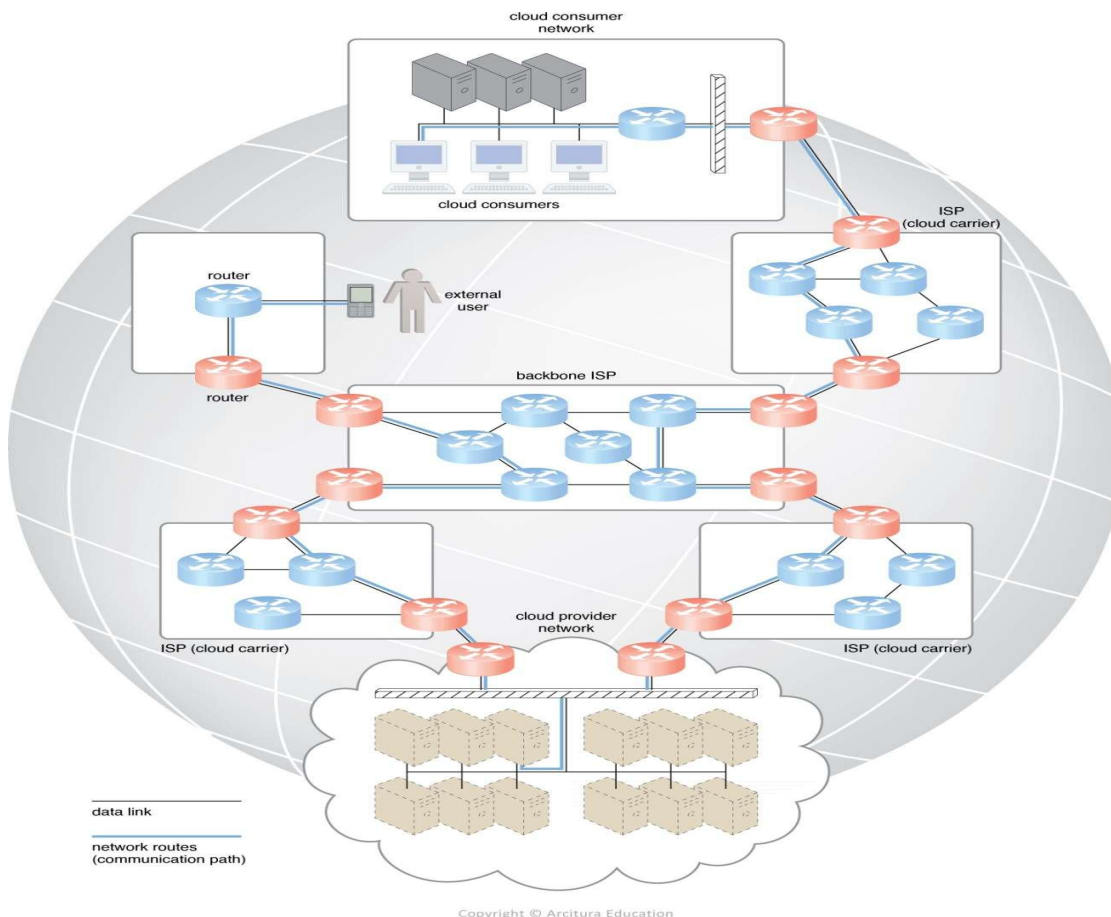 cloud consumer
network
cloud consumers
ISP
(cloud carrier)
router
external
user
router
backbone ISP
cloud provider
network
ISP (cloud carrier)
ISP (cloud carrier)
data link
network routes
(communication path)
Copyright © Arcitura Education